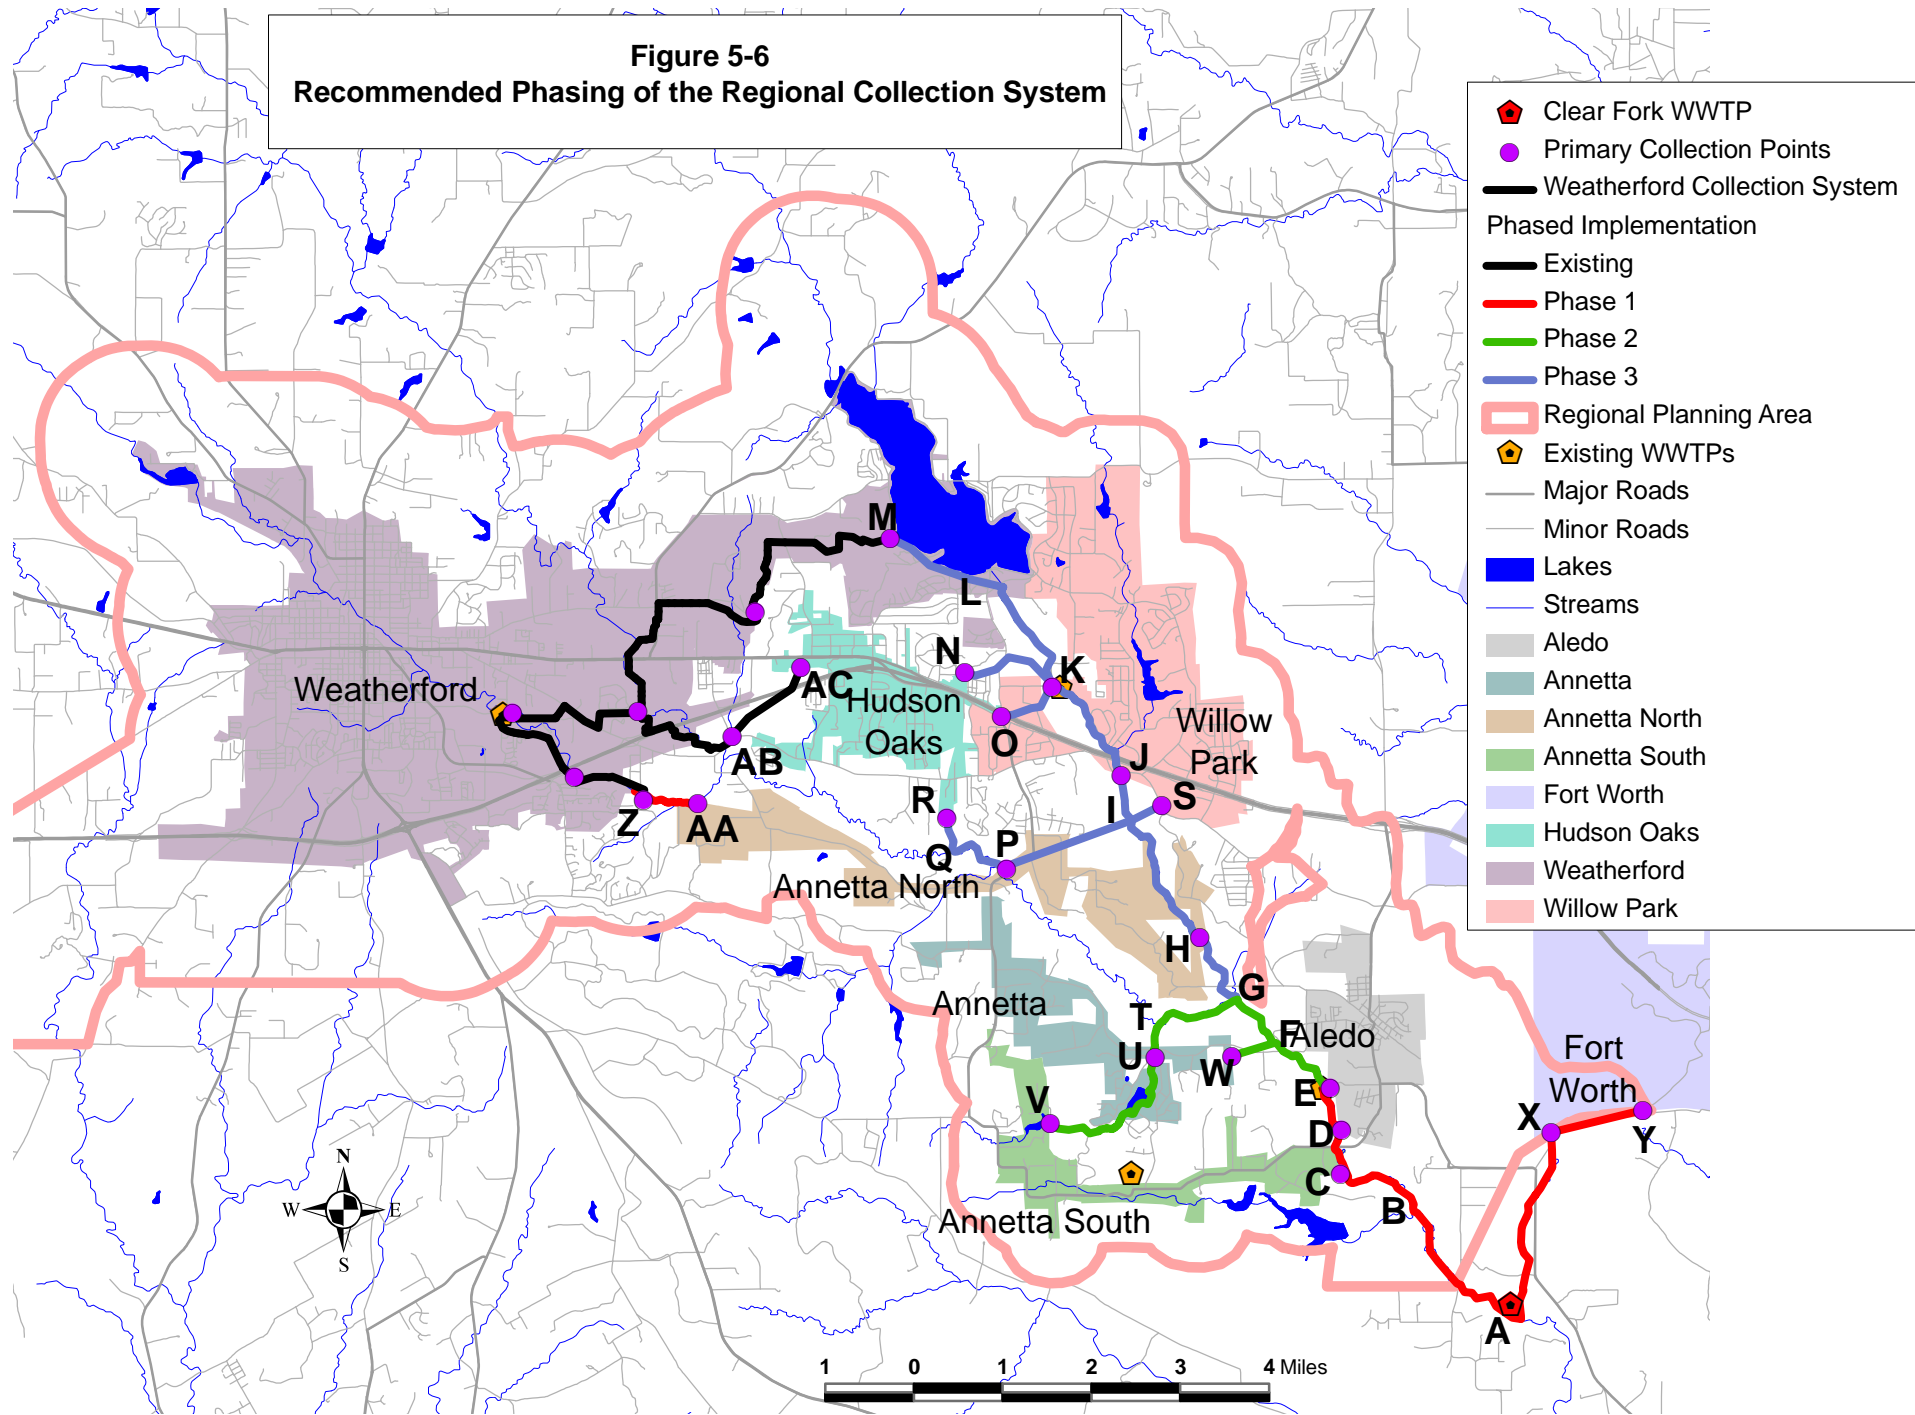 Figure 5-6
Recommended Phasing of the Regional Collection System
Clear Fork WWTP
Primary Collection Points
Weatherford Collection System
Phased Implementation
Existing
Phase 1
Phase 2
Phase 3
Regional Planning Area
Existing WWTPs
Major Roads
Minor Roads
Lakes
Streams
Aledo
Annetta
Annetta North
Annetta South
Fort Worth
Hudson Oaks
Weatherford
Willow Park
M
L
N
K
Weatherford
AC
Hudson
Oaks
O
Willow
Park
AB
J
I
S
R
Z
AA
Q
P
Annetta North
H
G
Annetta
T
F
Aledo
U
W
Fort
Worth
E
V
D
X
Y
C
B
Annetta South
A
N
W
E
S
1 0 1 2 3 4 Miles